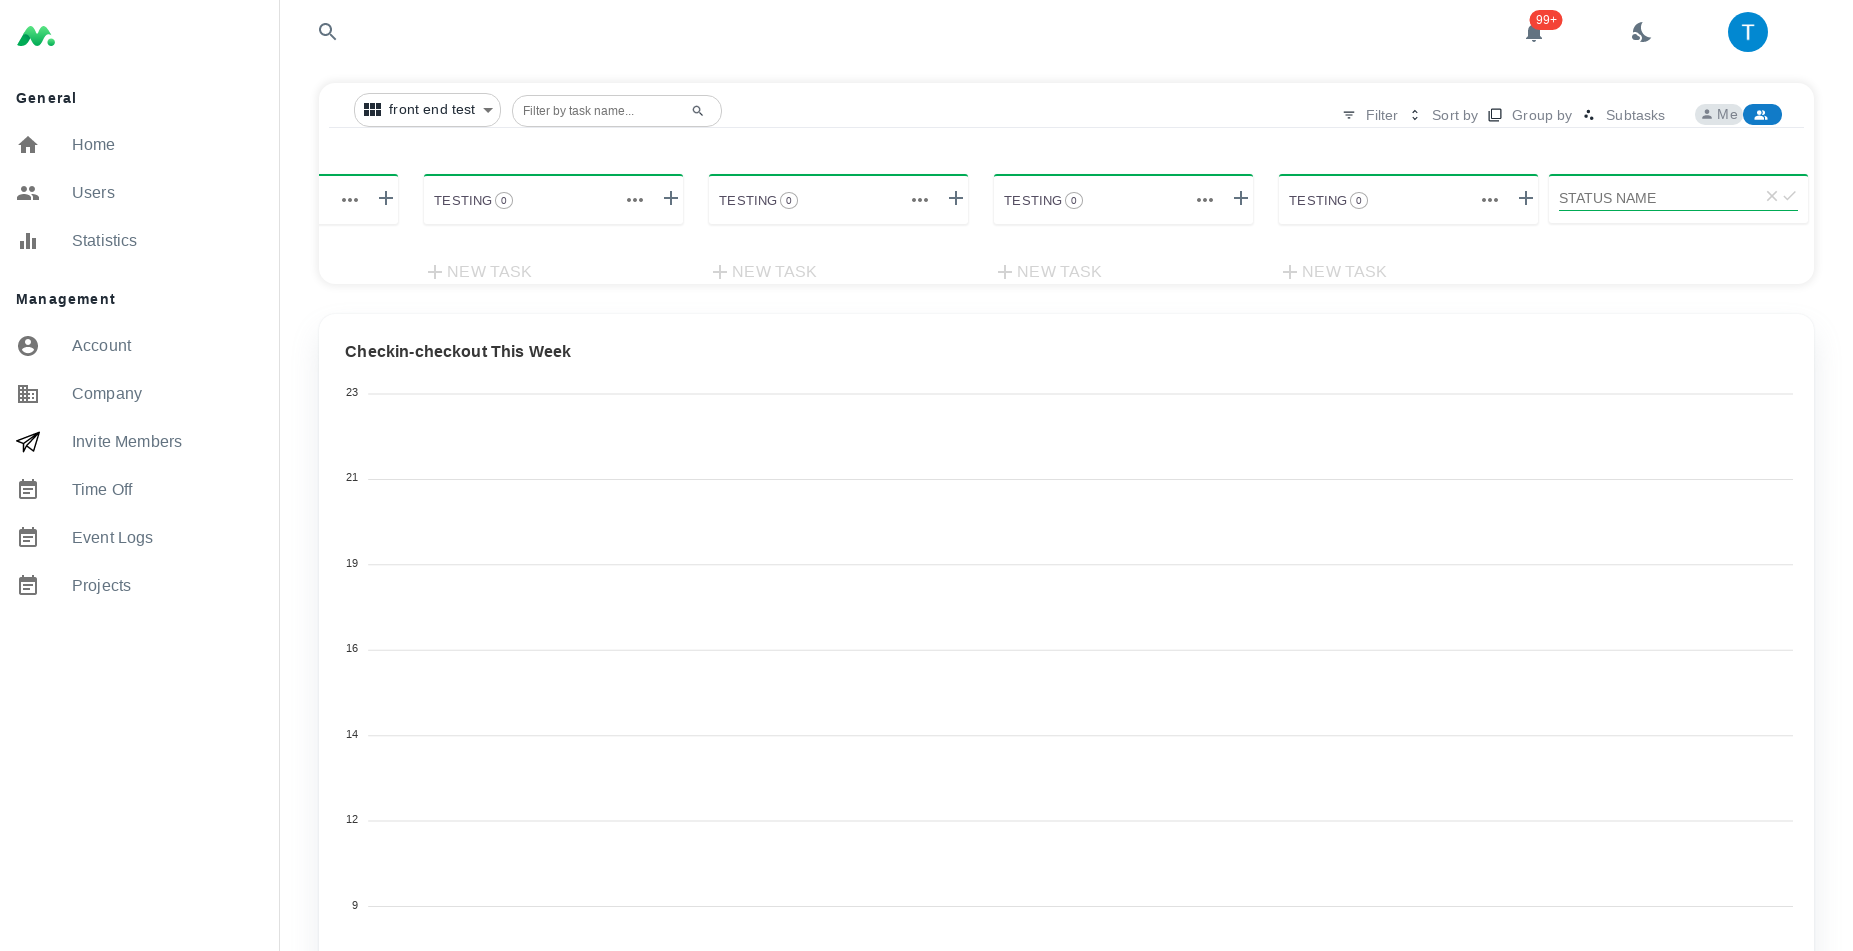 99+
T
General
Home
Users
Statistics
Management
Account
Company
Invite Members
Time Off
Event Logs
Projects
front end test
Filter by task name...
Filter Sort by Group by Subtasks Me
TESTING 0 TESTING 0 TESTING 0 TESTING 0 STATUS NAME
NEW TASK NEW TASK NEW TASK NEW TASK
Checkin-checkout This Week
23
21
19
16
14
12
9